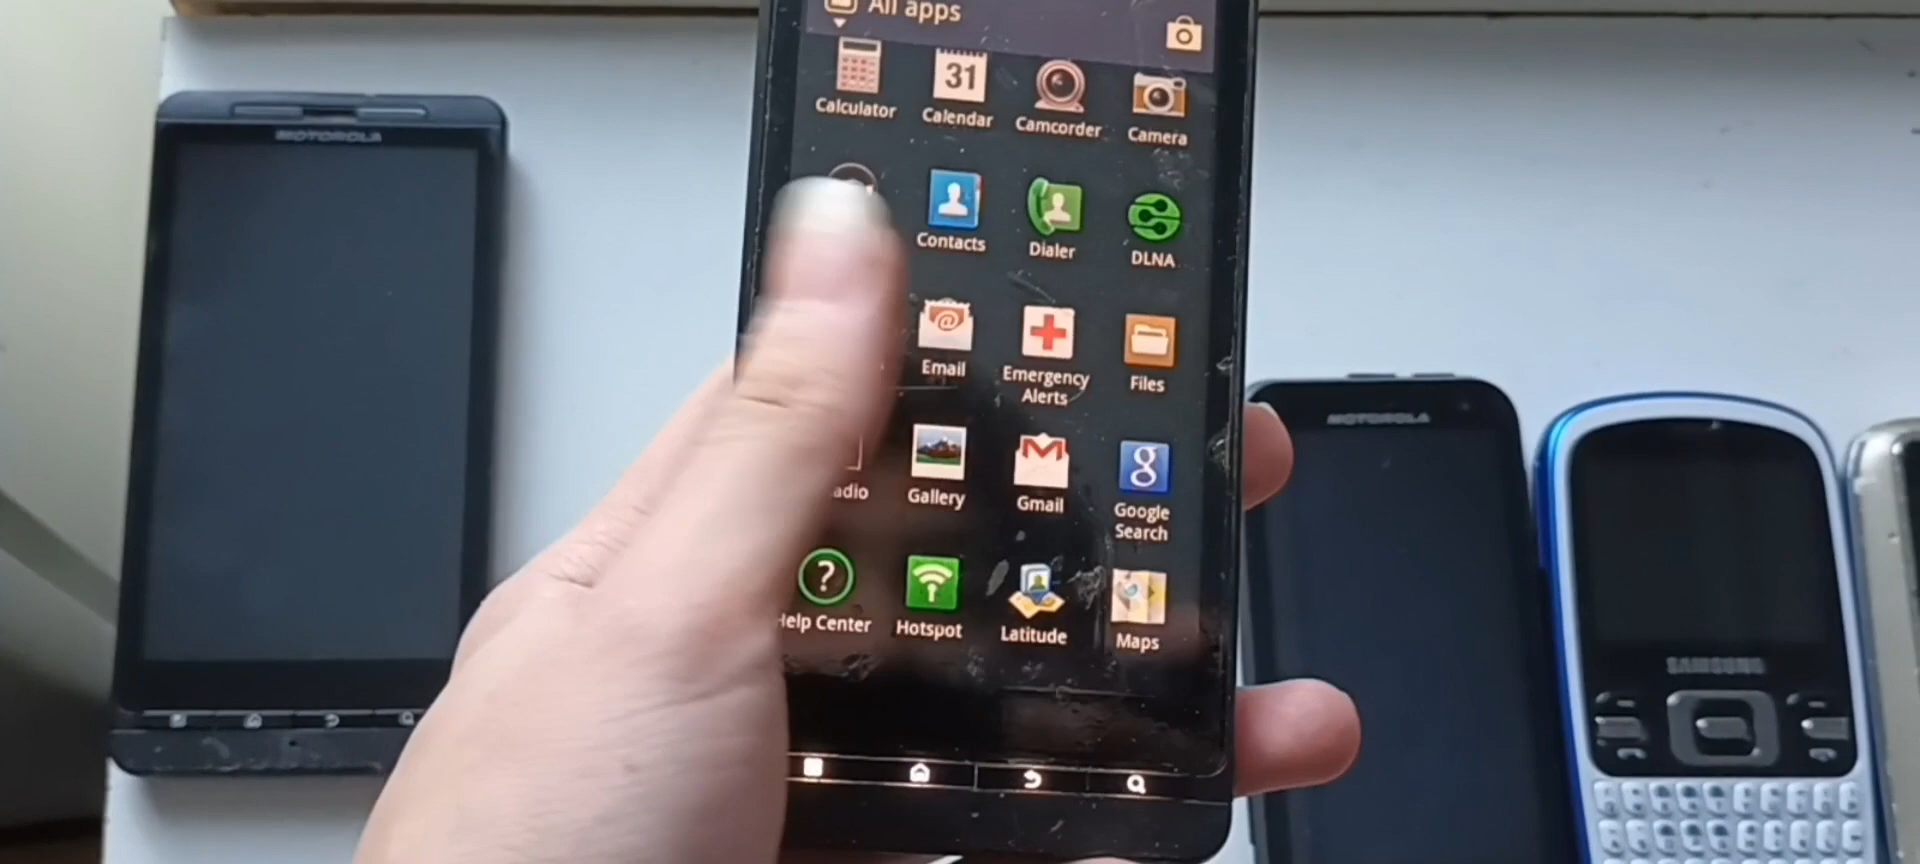 All apps
31
Calculator
Calendar
Camcorder
Camera
MOTOROLA
Contacts
Dialer
DLNA
@
Email
Emergency
Alerts
Files
MOTOROLA
adio
Gallery
M
Gmail
g
Google
Search
?
Help Center
Hotspot
Latitude
Maps
SAMSUNG